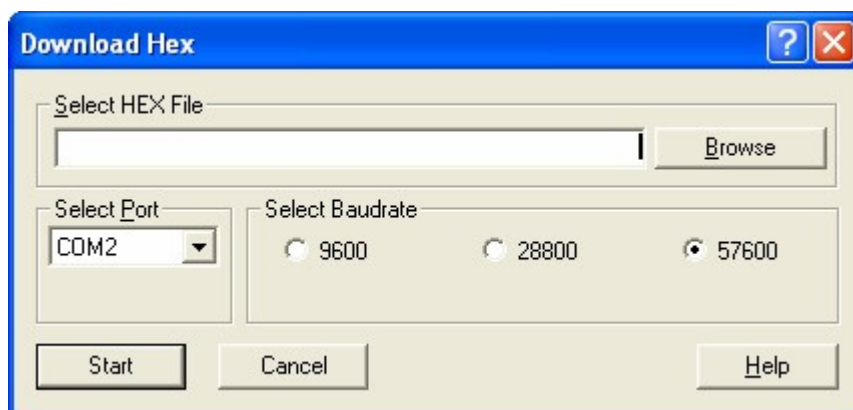 Download Hex
Select HEX File
Browse
Select Port
Select Baudrate
COM2
9600
28800
57600
Start
Cancel
Help